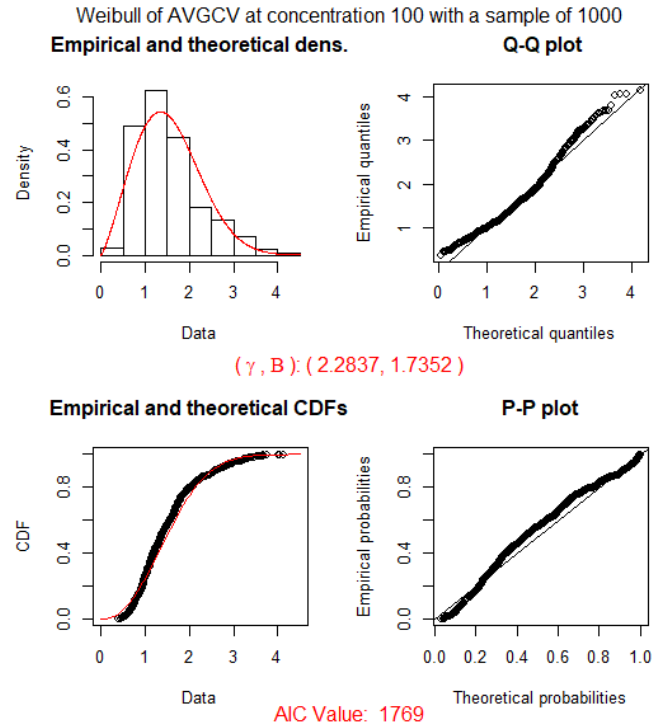 Weibull of AVGCV at concentration 100 with a sample of 1000
Empirical and theoretical dens.
Density
0.0 0.2 0.4 0.6
0 1 2 3 4
Data
Q-Q plot
Empirical quantiles
1 2 3 4
0 1 2 3 4
Theoretical quantiles
( γ , B ): ( 2.2837, 1.7352 )
Empirical and theoretical CDFs
CDF
0.0 0.4 0.8
0 1 2 3 4
Data
P-P plot
Empirical probabilities
0.0 0.4 0.8
0.0 0.2 0.4 0.6 0.8 1.0
Theoretical probabilities
AIC Value: 1769